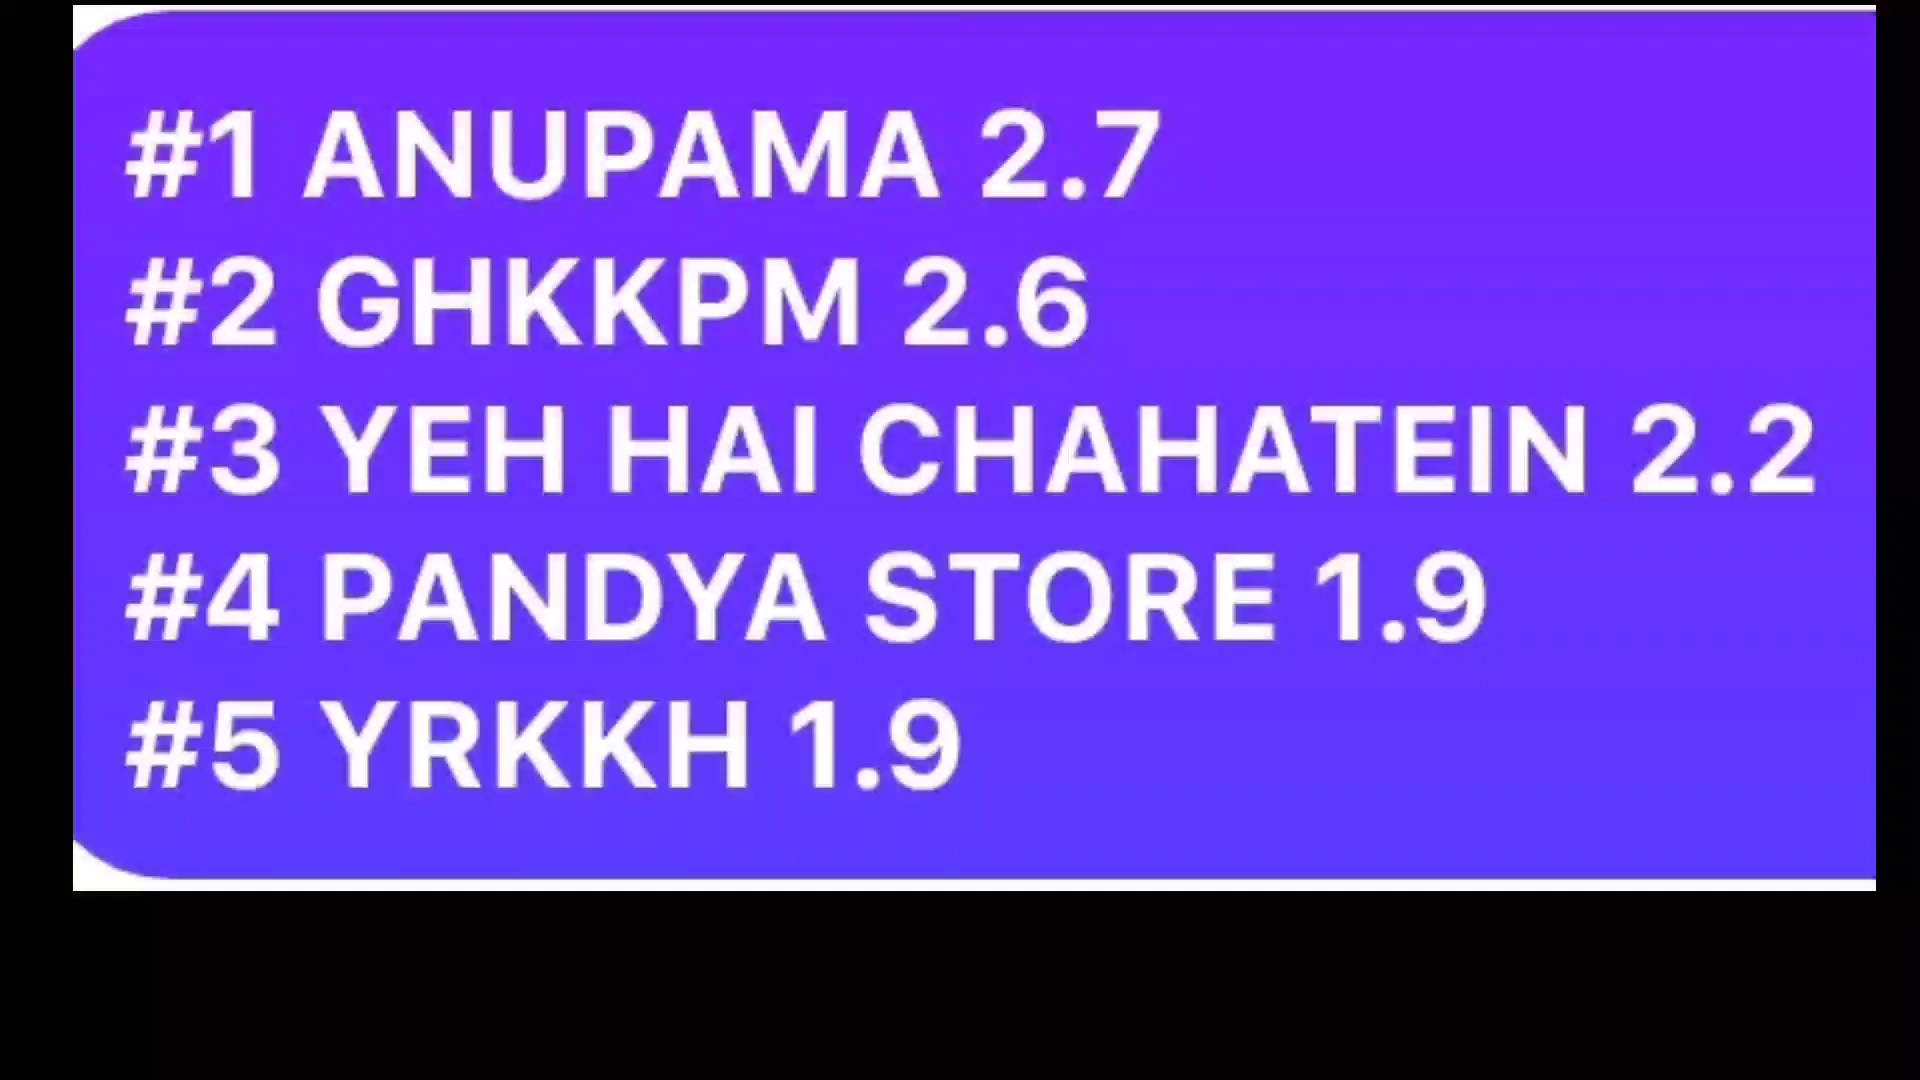 #1 ANUPAMA 2.7
#2 GHKKPM 2.6
#3 YEH HAI CHAHATEIN 2.2
#4 PANDYA STORE 1.9
#5 YRKKH 1.9